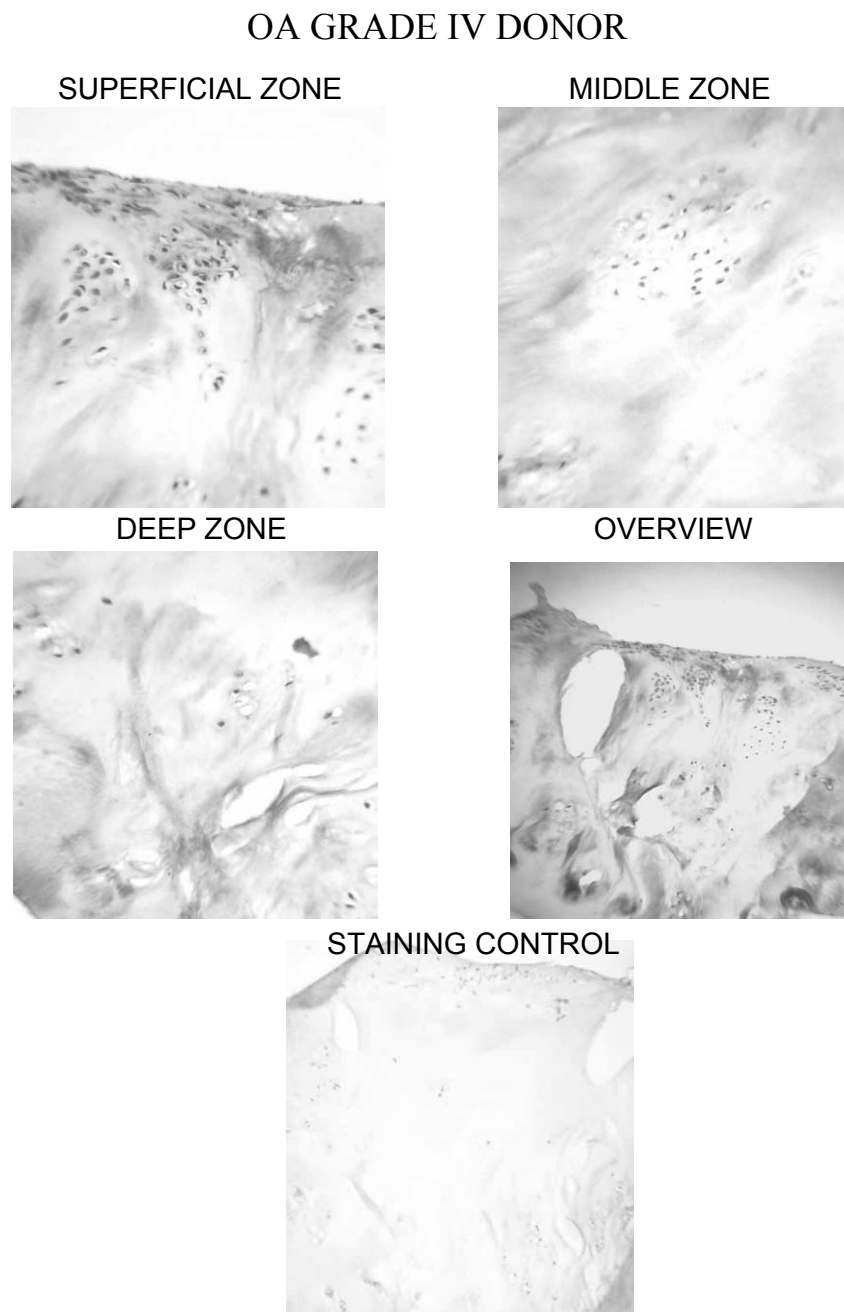 OA GRADE IV DONOR
SUPERFICIAL ZONE
MIDDLE ZONE
DEEP ZONE
OVERVIEW
STAINING CONTROL